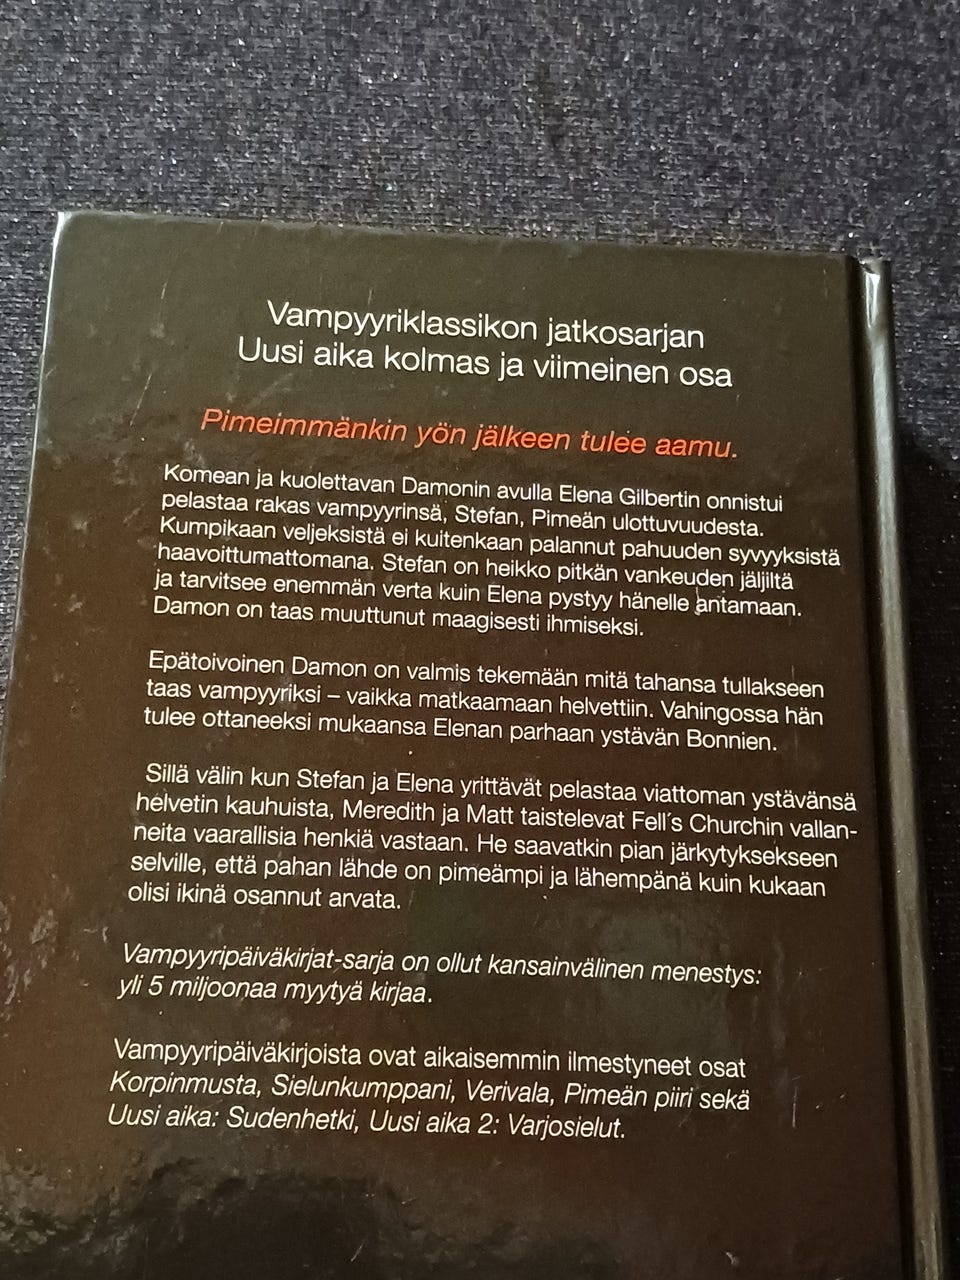 Vampyyriklassikon jatkosarjan
Uusi aika kolmas ja viimeinen osa
Pimeimmänkin yön jälkeen tulee aamu.
Komean ja kuolettavan Damonin avulla Elena Gilbertin onnistui
pelastaa rakas vampyyrinsä, Stefan, Pimeän ulottuvuudesta.
Kumpikaan veljeksistä ei kuitenkaan palannut pahuuden syvyyksistä
haavoittumattomana. Stefan on heikko pitkän vankeuden jäljiltä
ja tarvitsee enemmän verta kuin Elena pystyy hänelle antamaan.
Damon on taas muuttunut maagisesti ihmiseksi.
Epätoivoinen Damon on valmis tekemään mitä tahansa tullakseen
taas vampyyriksi – vaikka matkaamaan helvettiin. Vahingossa hän
tulee ottaneeksi mukaansa Elenan parhaan ystävän Bonnien.
Sillä välin kun Stefan ja Elena yrittävät pelastaa viattoman ystävänsä
helvetin kauhuista, Meredith ja Matt taistelevat Fell´s Churchin vallan-
neita vaarallisia henkiä vastaan. He saavatkin pian järkytyksekseen
selville, että pahan lähde on pimeämpi ja lähempänä kuin kukaan
olisi ikinä osannut arvata.
Vampyyripäiväkirjat-sarja on ollut kansainvälinen menestys:
yli 5 miljoonaa myytyä kirjaa.
Vampyyripäiväkirjoista ovat aikaisemmin ilmestyneet osat
Korpinmusta, Sielunkumppani, Verivala, Pimeän piiri sekä
Uusi aika: Sudenhetki, Uusi aika 2: Varjosielut.